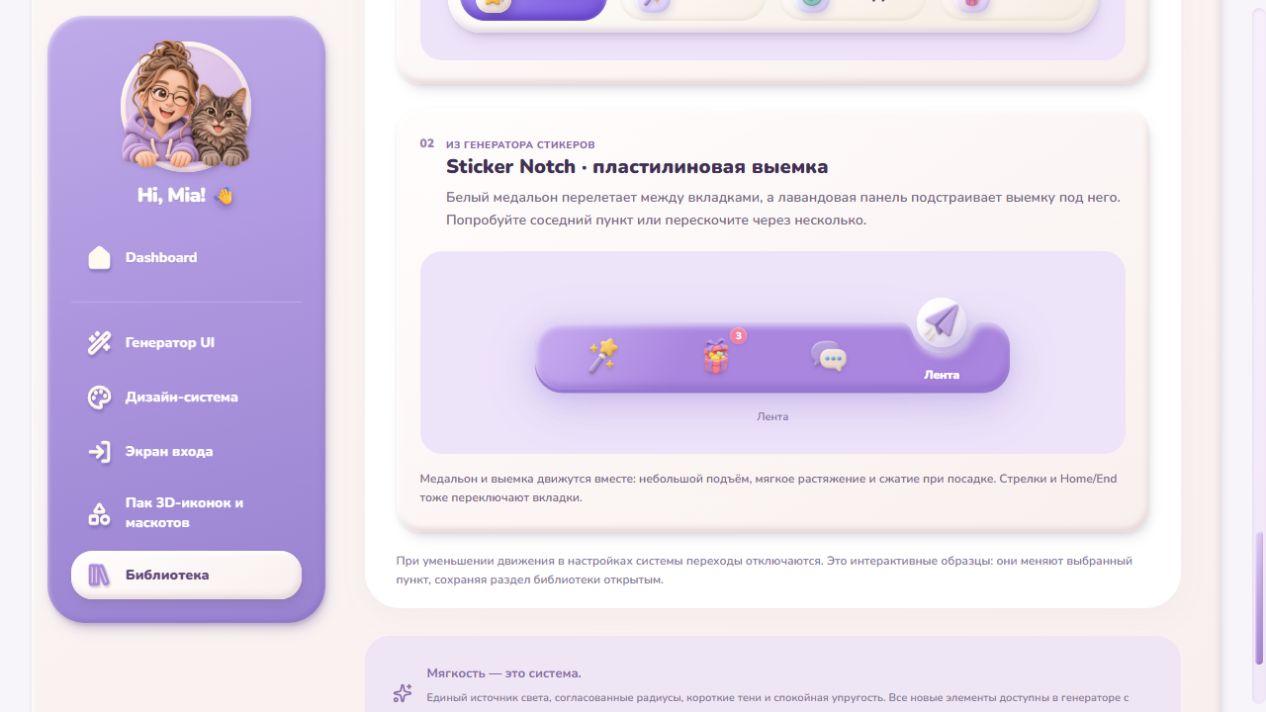 Hi, Mia! 👋
Dashboard
Генератор UI
Дизайн-система
Экран входа
Пак 3D-иконок и
маскотов
Библиотека
02 ИЗ ГЕНЕРАТОРА СТИКЕРОВ
Sticker Notch · пластилиновая выемка
Белый медальон перелетает между вкладками, а лавандовая панель подстраивает выемку под него.
Попробуйте соседний пункт или перескочите через несколько.
3
Лента
Лента
Медальон и выемка движутся вместе: небольшой подъём, мягкое растяжение и сжатие при посадке. Стрелки и Home/End
тоже переключают вкладки.
При уменьшении движения в настройках системы переходы отключаются. Это интерактивные образцы: они меняют выбранный
пункт, сохраняя раздел библиотеки открытым.
Мягкость — это система.
Единый источник света, согласованные радиусы, короткие тени и спокойная упругость. Все новые элементы доступны в генераторе с